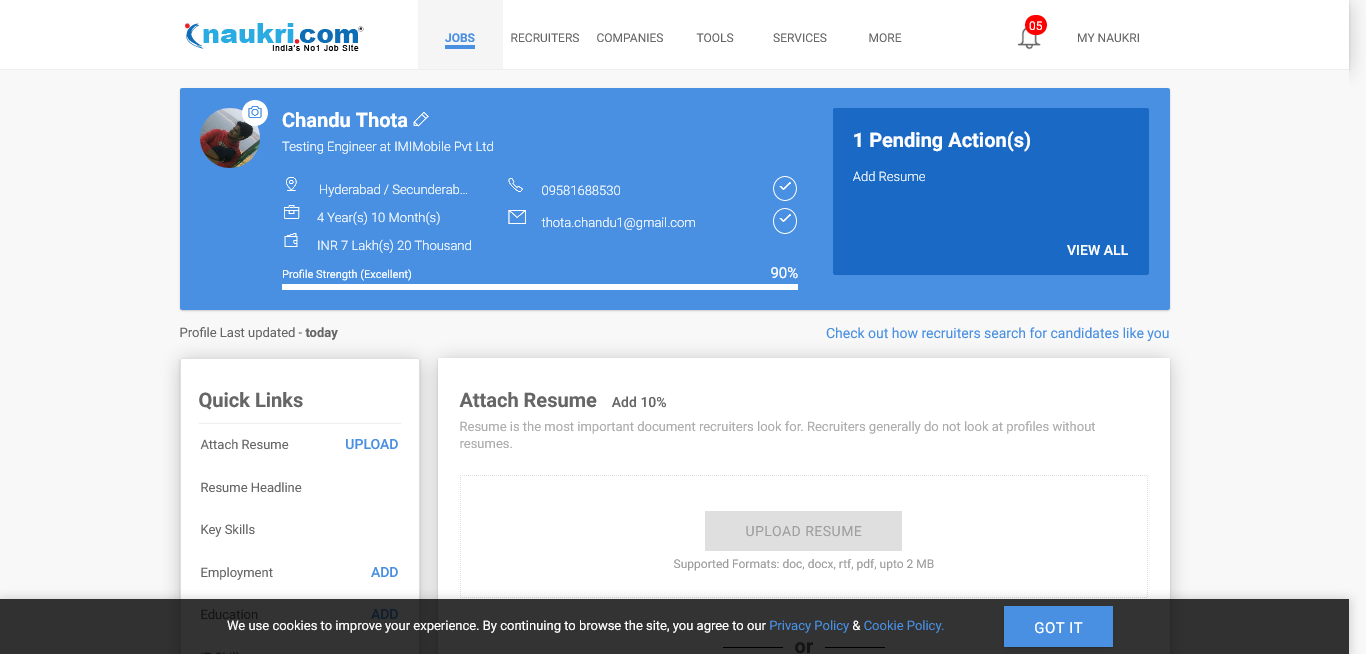 naukri.com
India's No1 Job Site
JOBS
RECRUITERS
COMPANIES
TOOLS
SERVICES
MORE
05
MY NAUKRI
Chandu Thota
Testing Engineer at IMIMobile Pvt Ltd
Hyderabad / Secunderab...
4 Year(s) 10 Month(s)
INR 7 Lakh(s) 20 Thousand
09581688530
thota.chandu1@gmail.com
Profile Strength (Excellent)
90%
1 Pending Action(s)
Add Resume
VIEW ALL
Profile Last updated - today
Check out how recruiters search for candidates like you
Quick Links
Attach Resume UPLOAD
Resume Headline
Key Skills
Employment ADD
Education ADD
Attach Resume Add 10%
Resume is the most important document recruiters look for. Recruiters generally do not look at profiles without
resumes.
UPLOAD RESUME
Supported Formats: doc, docx, rtf, pdf, upto 2 MB
or
We use cookies to improve your experience. By continuing to browse the site, you agree to our Privacy Policy & Cookie Policy.
GOT IT